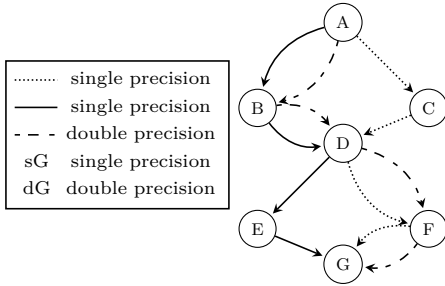 A
single precision
single precision
double precision
sG single precision
dG double precision
B
C
D
E
F
G